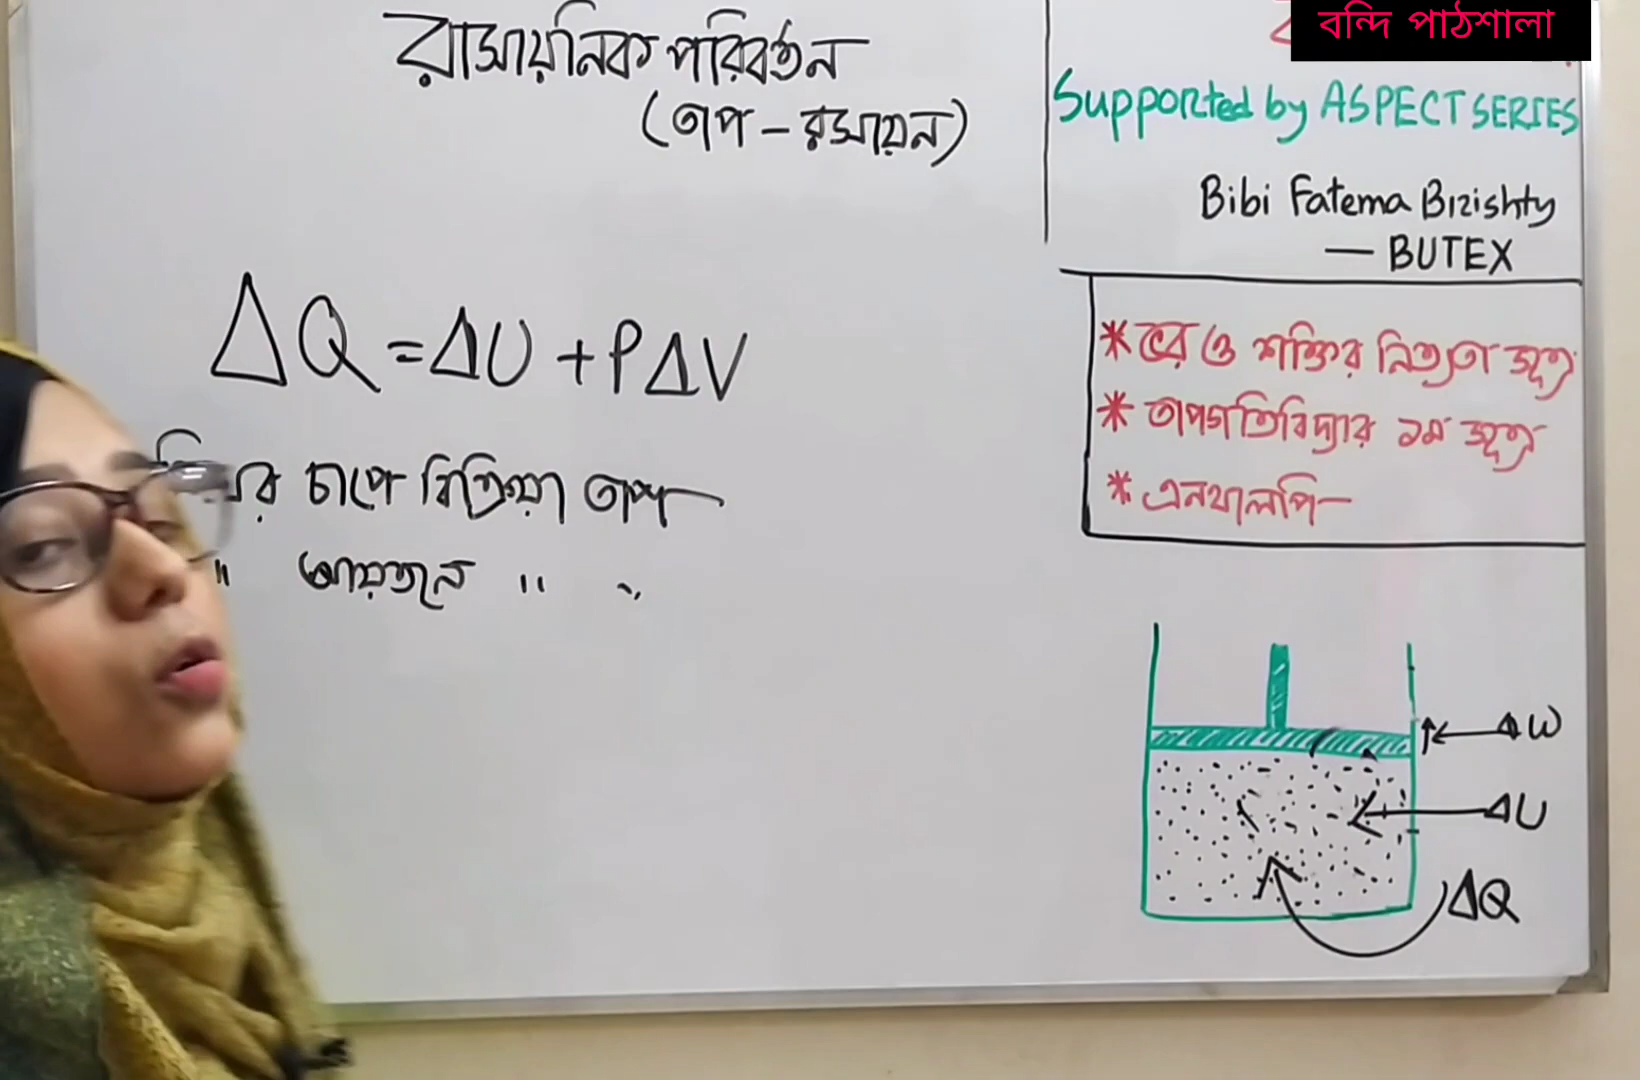 রাসায়নিক পরিবর্তন
(তাপ – রসায়ন)
বন্দি পাঠশালা
Supported by ASPECT SERIES
Bibi Fatema Brishty
— BUTEX
* ভর ও শক্তির নিত্যতা সূত্র
* তাপগতিবিদ্যার ১ম সূত্র
* এনথালপি
ΔQ = ΔU + PΔV
চাপে বিক্রিয়া তাপ
" আয়তনে " "
ΔW
ΔU
ΔQ